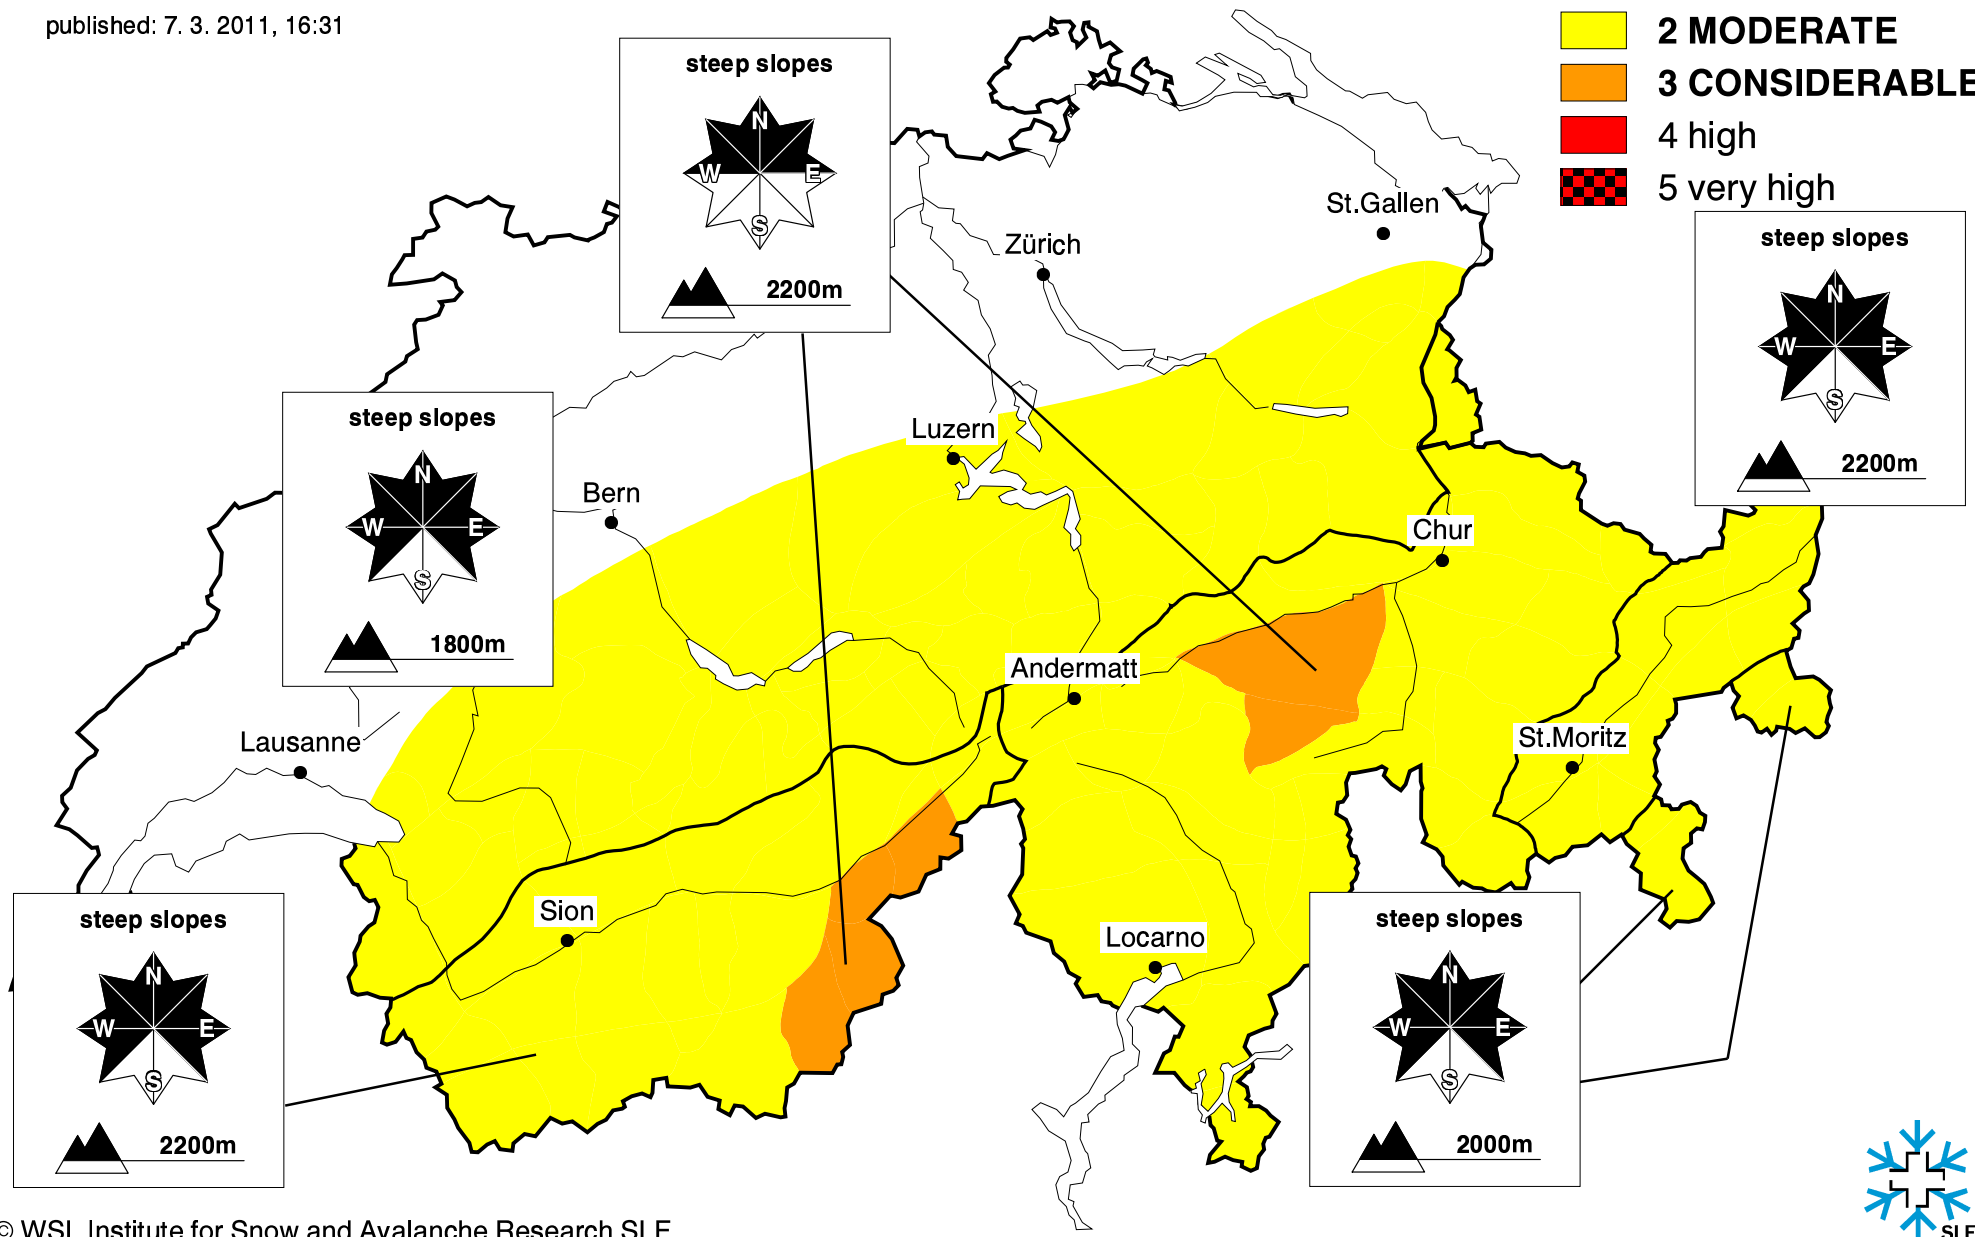 published: 7. 3. 2011, 16:31
2 MODERATE
3 CONSIDERABLE
4 high
5 very high
steep slopes
N
W E
S
2200m
steep slopes
N
W E
S
2200m
steep slopes
N
W E
S
1800m
steep slopes
N
W E
S
2200m
steep slopes
N
W E
S
2000m
St.Gallen
Zürich
Luzern
Bern
Chur
Andermatt
Lausanne
St.Moritz
Sion
Locarno
© WSL Institute for Snow and Avalanche Research SLF
SLF